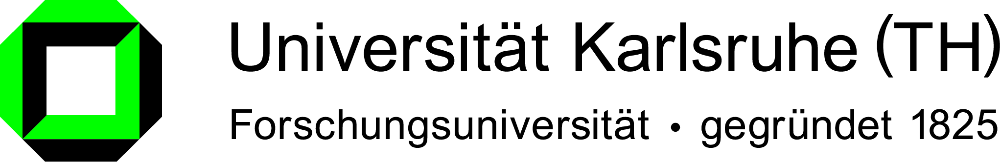 Universität Karlsruhe (TH)
Forschungsuniversität • gegründet 1825